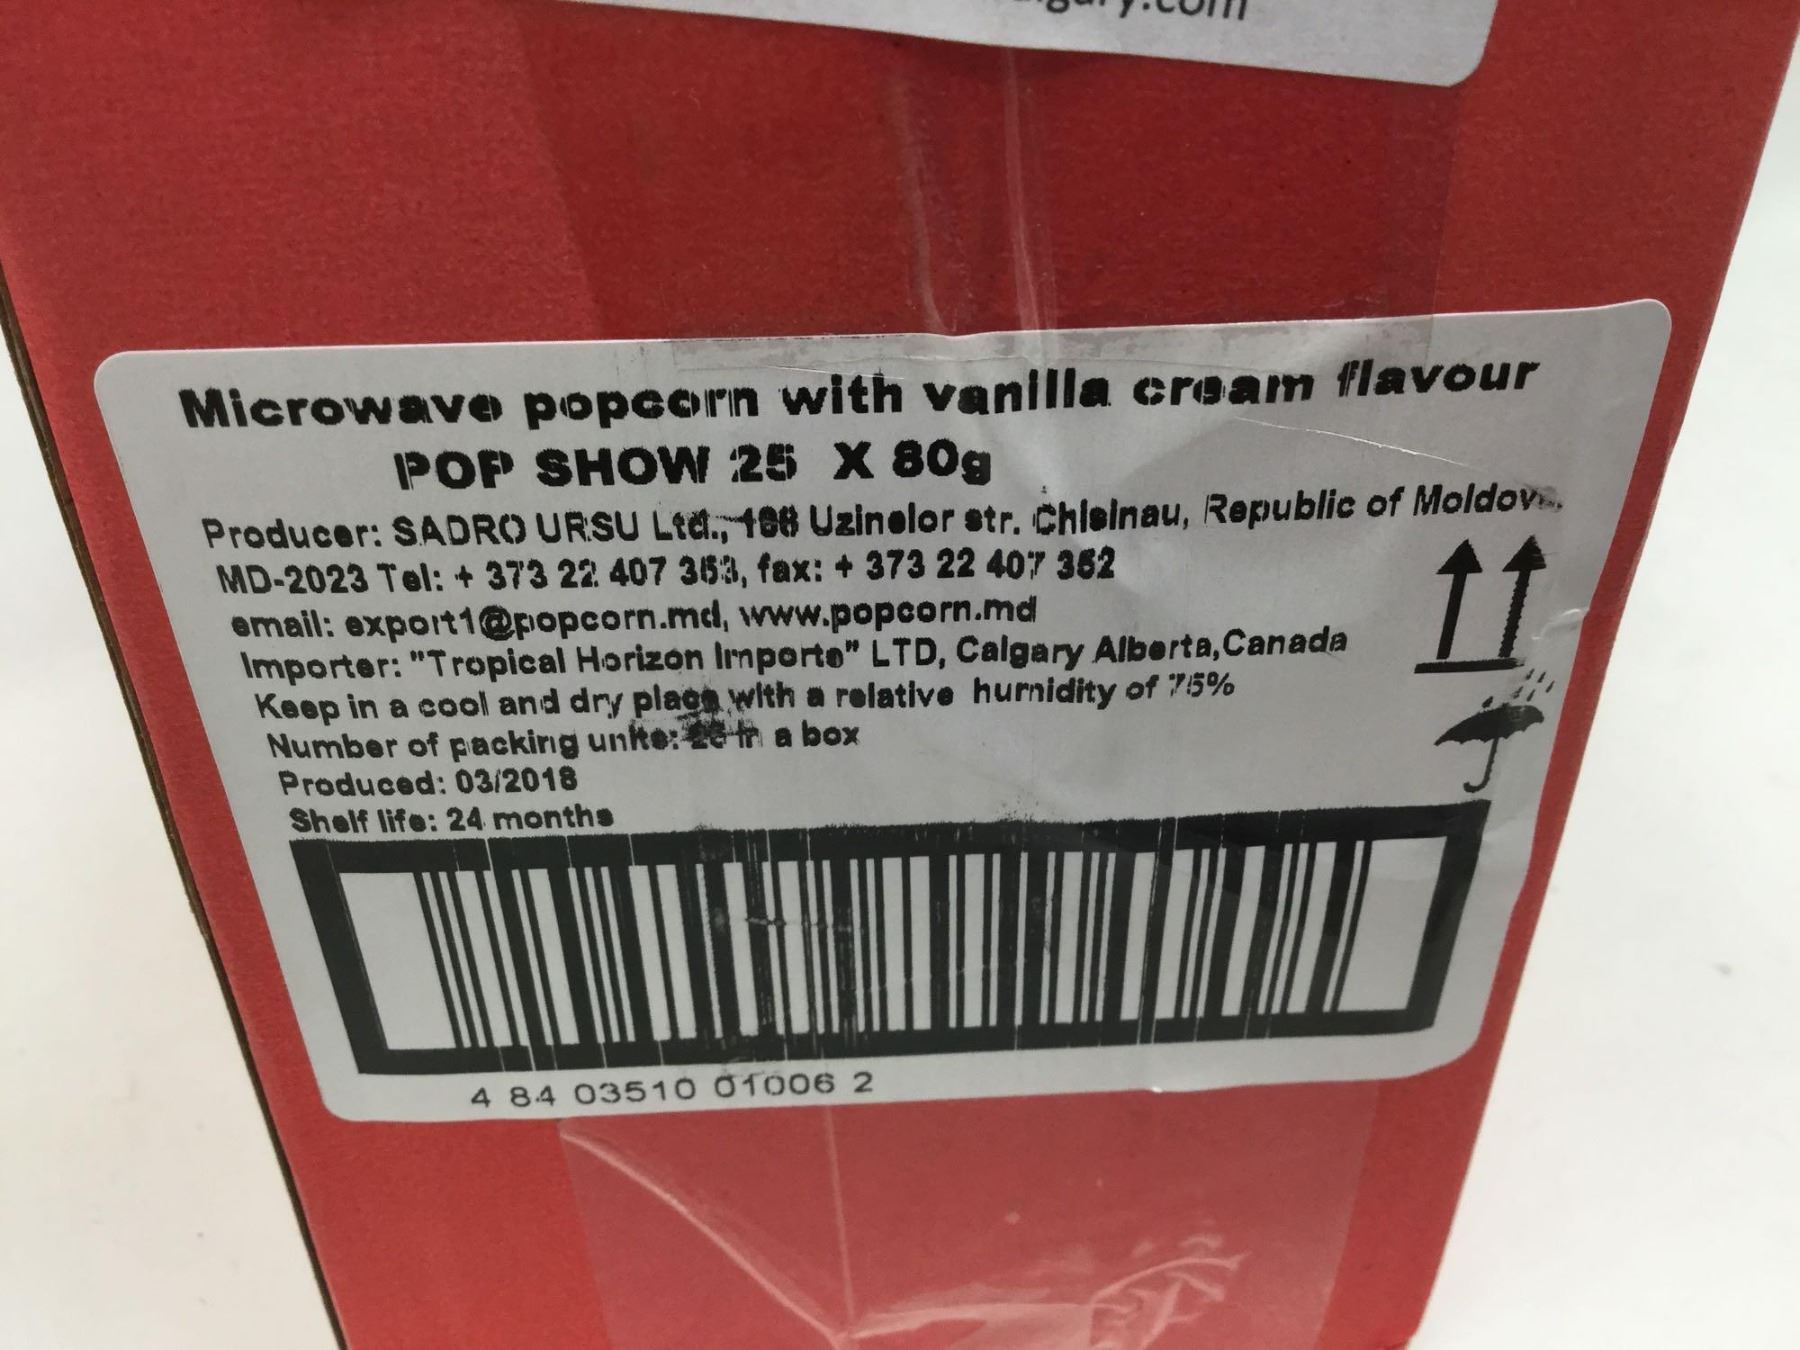 Microwave popcorn with vanilla cream flavour
POP SHOW 25 X 80g
Producer: SADRO URSU Ltd., Uzinelor str. Chisinau, Republic of
MD-2023 Tel: + 373 22 407 353, fax: + 373 22 407 352
email: export1@popcorn.md, www.popcorn.md
Importer: "Tropical Horizon Imports" LTD, Calgary Alberta,Canada
Keep in a cool and dry place with a relative humidity of 75%
Number of packing units: in a box
Produced: 03/2018
Shelf life: 24 months
4 84 03510 01006 2